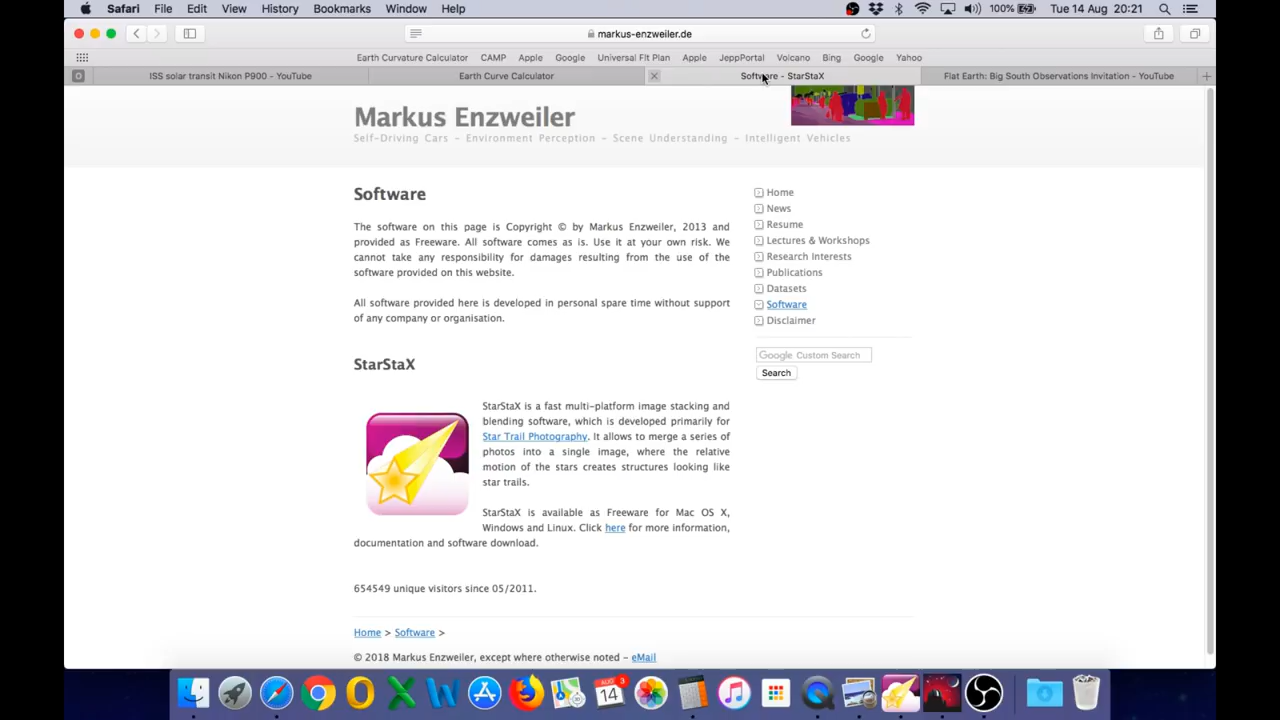 Safari File Edit View History Bookmarks Window Help 100% Tue 14 Aug 20:21
markus-enzweiler.de
Earth Curvature Calculator CAMP Apple Google Universal Flt Plan Apple JeppPortal Volcano Bing Google Yahoo
O ISS solar transit Nikon P900 - YouTube Earth Curve Calculator Software - StarStaX Flat Earth: Big South Observations Invitation - YouTube
Markus Enzweiler
Self-Driving Cars – Environment Perception – Scene Understanding – Intelligent Vehicles
Software
The software on this page is Copyright © by Markus Enzweiler, 2013 and
provided as Freeware. All software comes as is. Use it at your own risk. We
cannot take any responsibility for damages resulting from the use of the
software provided on this website.
All software provided here is developed in personal spare time without support
of any company or organisation.
StarStaX
StarStaX is a fast multi-platform image stacking and
blending software, which is developed primarily for
Star Trail Photography. It allows to merge a series of
photos into a single image, where the relative
motion of the stars creates structures looking like
star trails.
StarStaX is available as Freeware for Mac OS X,
Windows and Linux. Click here for more information,
documentation and software download.
654549 unique visitors since 05/2011.
Home > Software >
© 2018 Markus Enzweiler, except where otherwise noted – eMail
Home
News
Resume
Lectures & Workshops
Research Interests
Publications
Datasets
Software
Disclaimer
Google Custom Search
Search
AUG 3
14